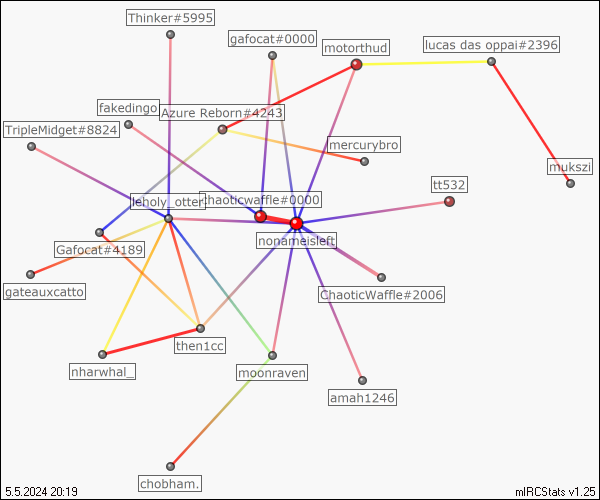 Thinker#5995
gafocat#0000
motorthud
lucas das oppai#2396
fakedingo
Azure Reborn#4243
TripleMidget#8824
mercurybro
mukszi
tt532
leholy_otter
Chaoticwaffle#0000
nonameisleft
Gafocat#4189
gateauxcatto
ChaoticWaffle#2006
then1cc
nharwhal_
moonraven
amah1246
chobham.
5.5.2024 20:19
mIRCStats v1.25